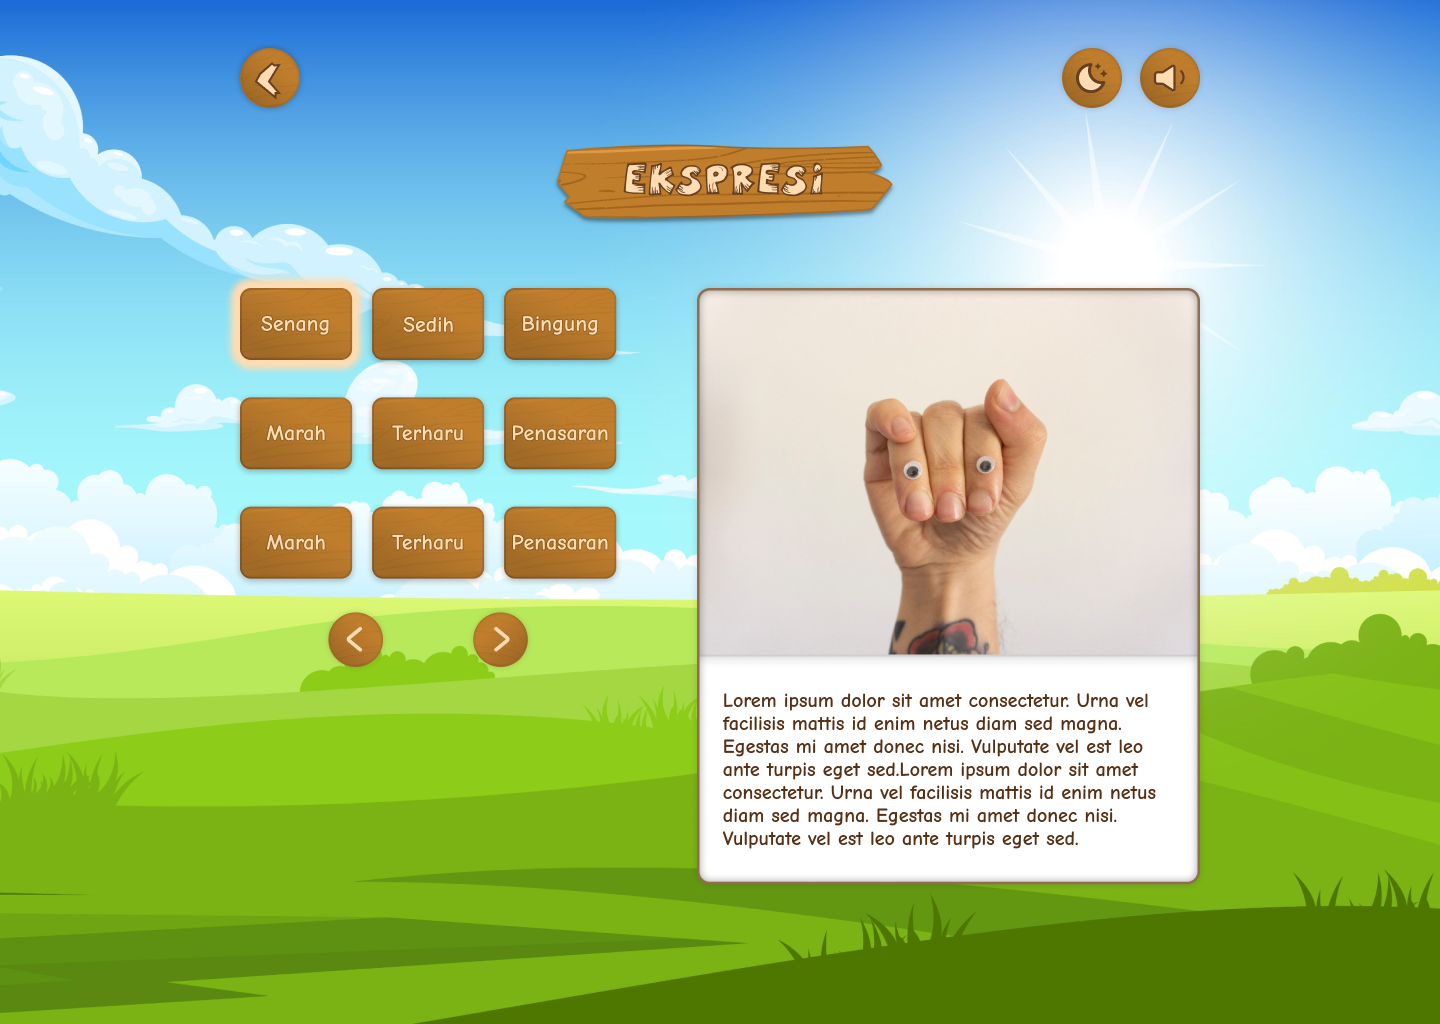 EKSPRESi
Senang
Sedih
Bingung
Marah
Terharu
Penasaran
Marah
Terharu
Penasaran
Lorem ipsum dolor sit amet consectetur. Urna vel
facilisis mattis id enim netus diam sed magna.
Egestas mi amet donec nisi. Vulputate vel est leo
ante turpis eget sed.Lorem ipsum dolor sit amet
consectetur. Urna vel facilisis mattis id enim netus
diam sed magna. Egestas mi amet donec nisi.
Vulputate vel est leo ante turpis eget sed.